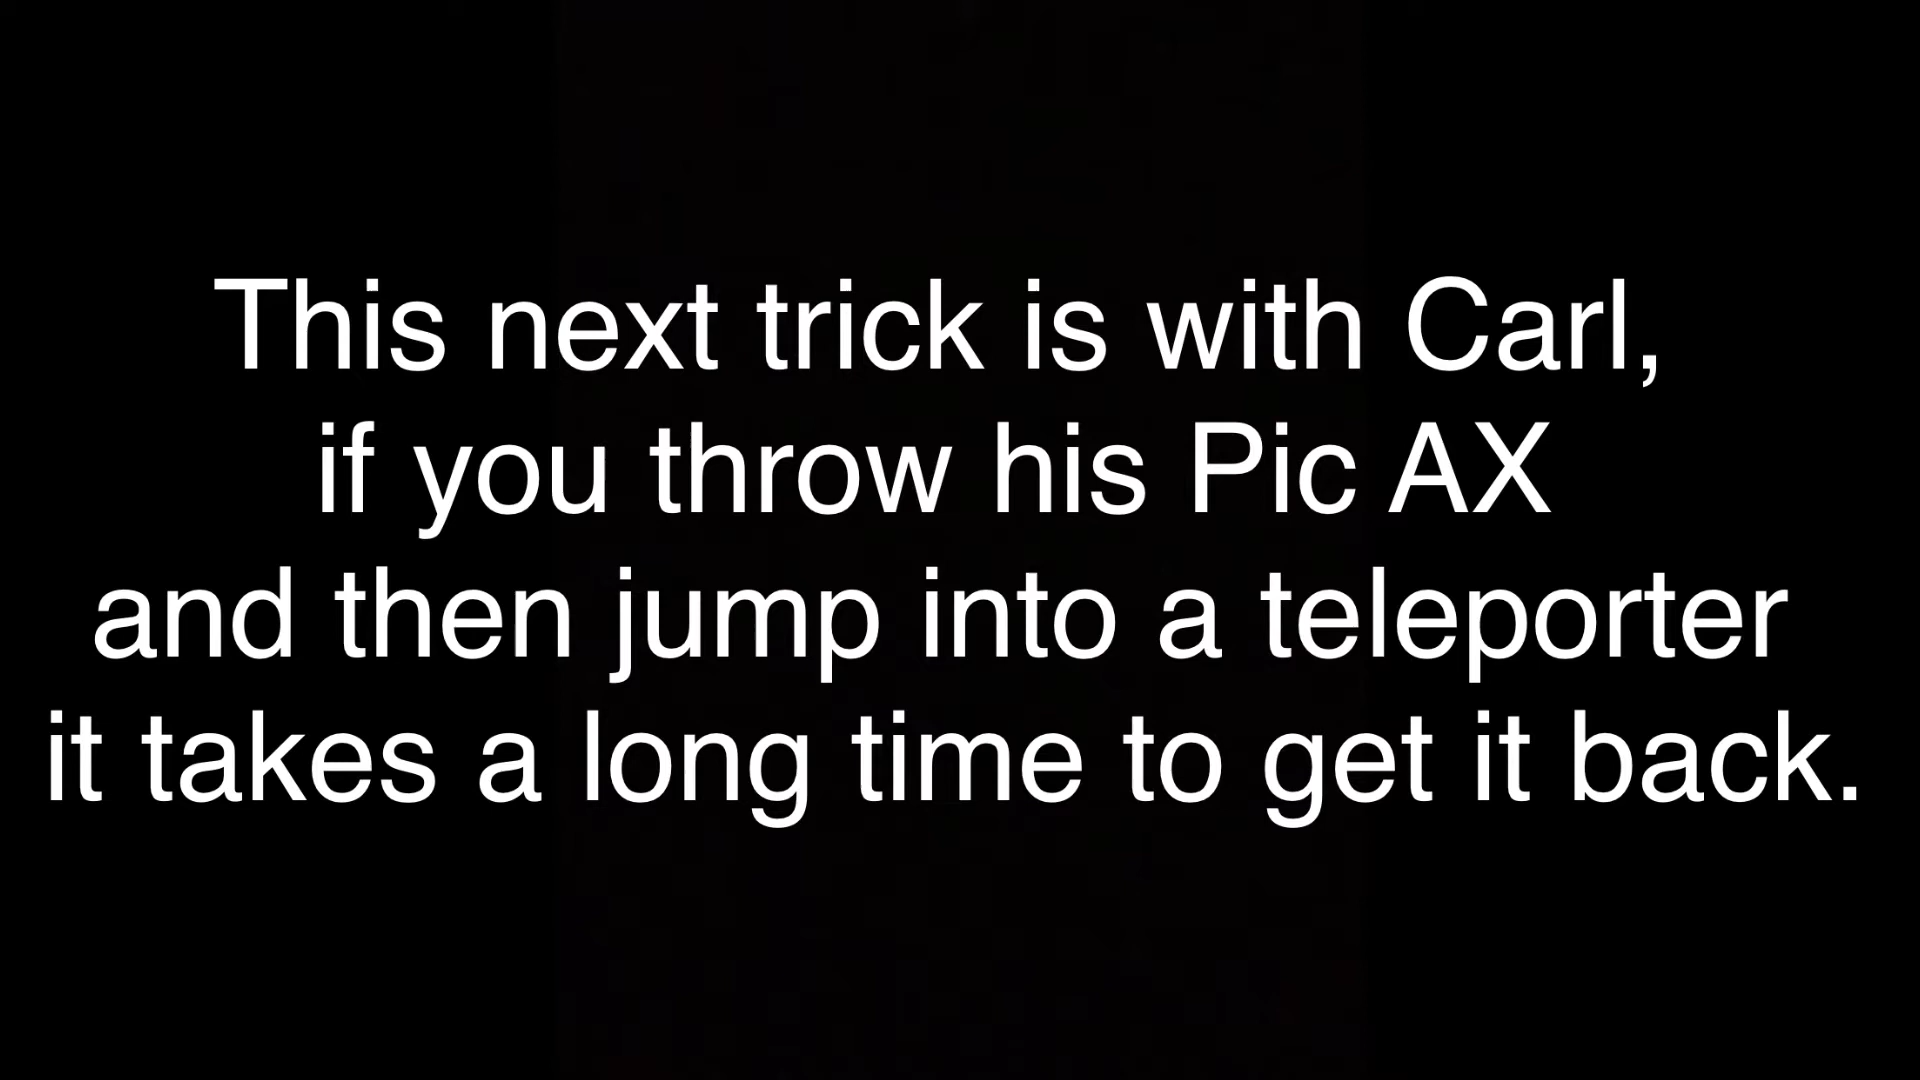 This next trick is with Carl,
if you throw his Pic AX
and then jump into a teleporter
it takes a long time to get it back.